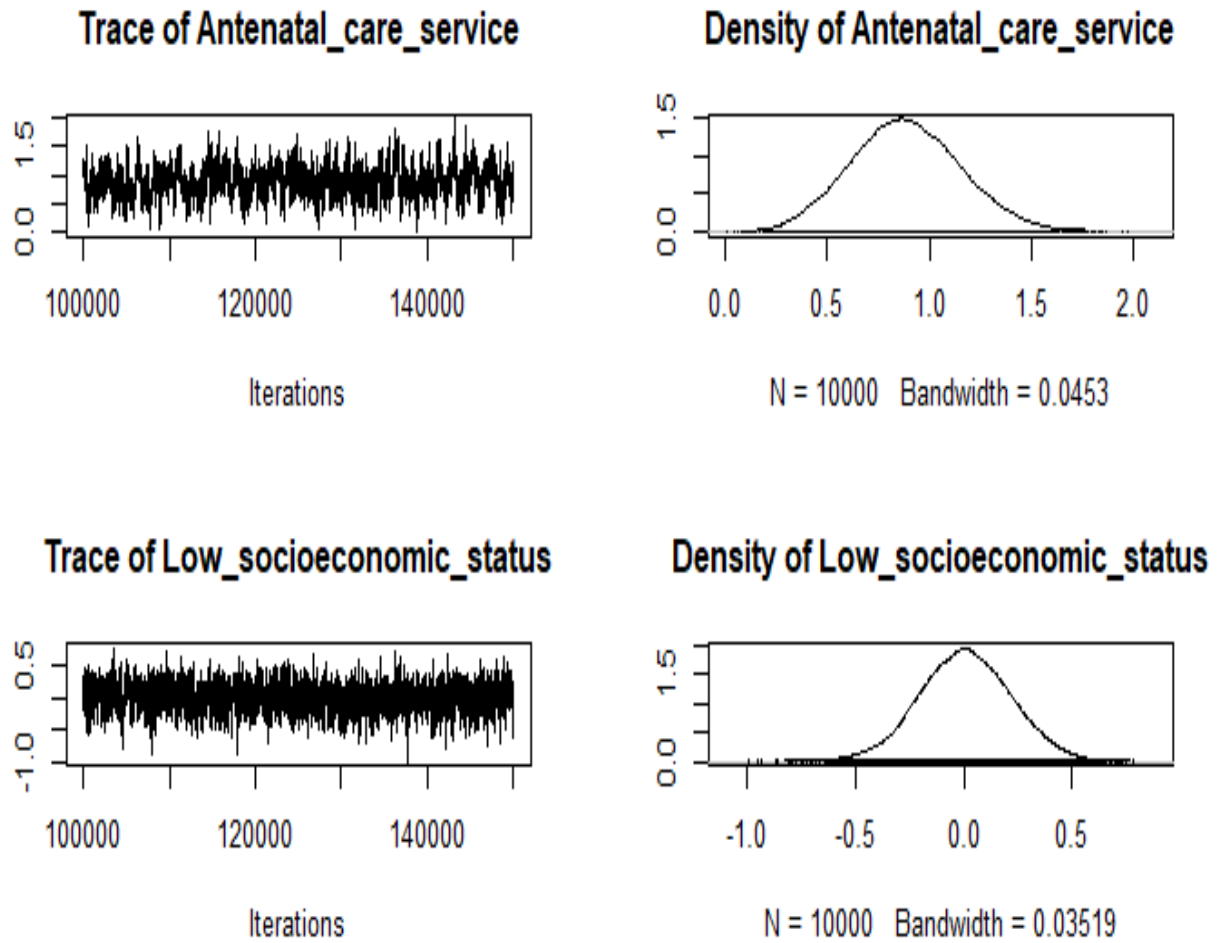 Trace of Antenatal_care_service
1.5
0.0
100000 120000 140000
Iterations
Density of Antenatal_care_service
1.5
0.0
0.0 0.5 1.0 1.5 2.0
N = 10000 Bandwidth = 0.0453
Trace of Low_socioeconomic_status
0.5
-1.0
100000 120000 140000
Iterations
Density of Low_socioeconomic_status
1.5
0.0
-1.0 -0.5 0.0 0.5
N = 10000 Bandwidth = 0.03519